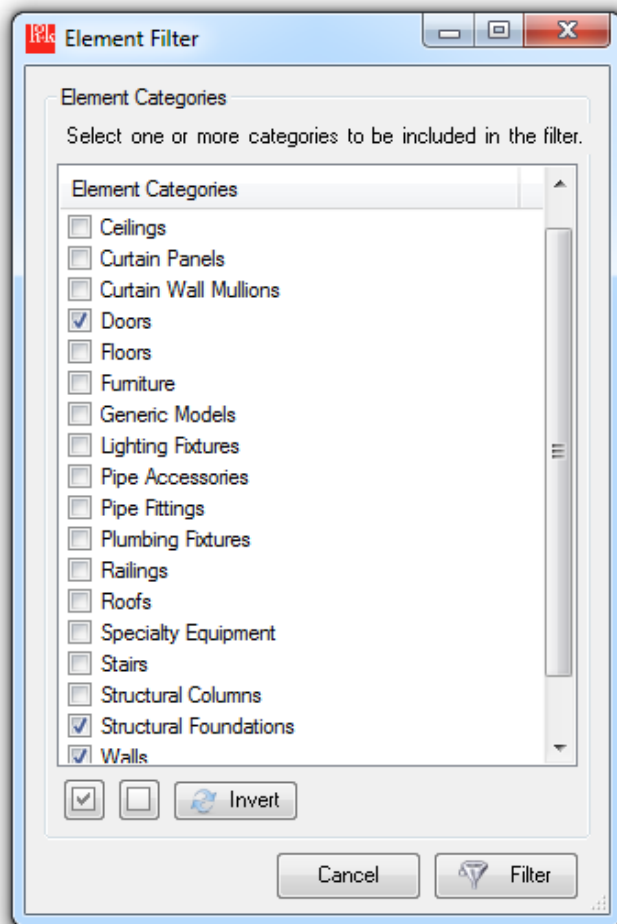 Element Filter
Element Categories
Select one or more categories to be included in the filter.
Element Categories
Ceilings
Curtain Panels
Curtain Wall Mullions
Doors
Floors
Furniture
Generic Models
Lighting Fixtures
Pipe Accessories
Pipe Fittings
Plumbing Fixtures
Railings
Roofs
Specialty Equipment
Stairs
Structural Columns
Structural Foundations
Walls
Invert
Cancel
Filter